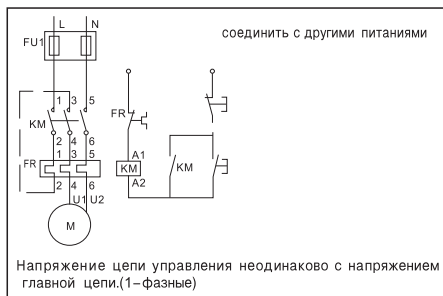 L N
FU1
соединить с другими питаниями
1 3 5
KM
2 4 6
1 3 5
FR
2 4 6
U1 U2
M
FR
A1
KM
A2
KM
Напряжение цепи управления неодинаково с напряжением
главной цепи.(1-фазные)